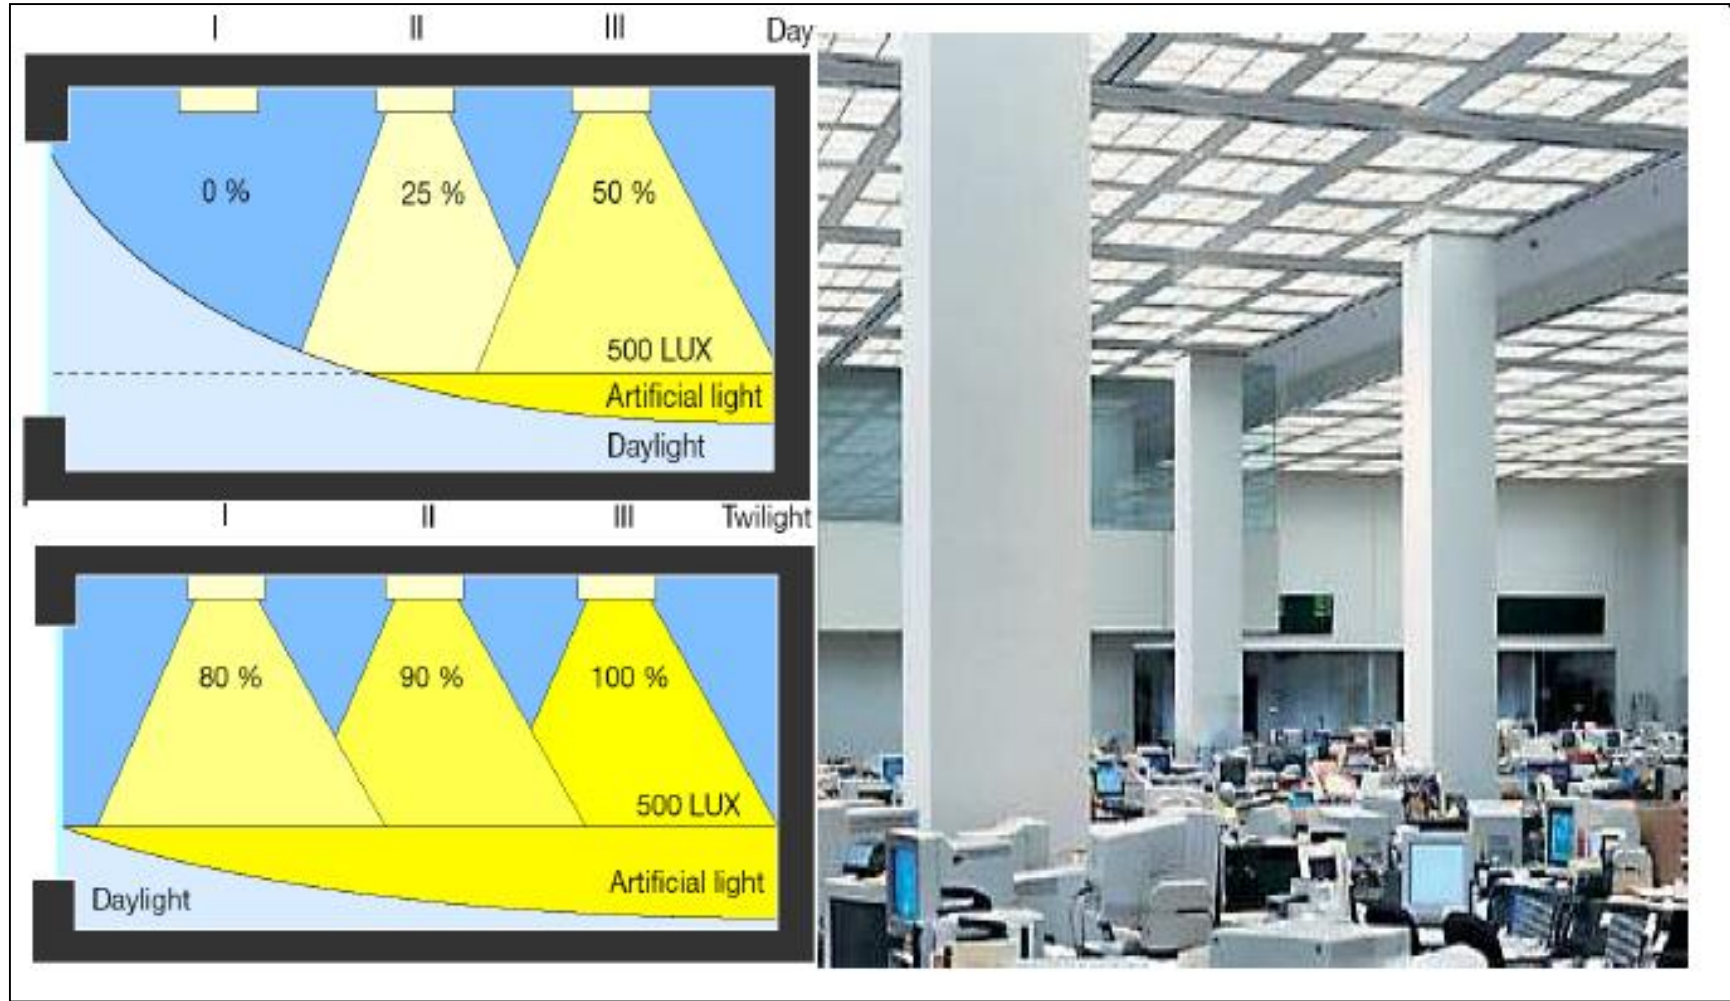 I II III Day
0 % 25 % 50 %
500 LUX
Artificial light
Daylight
I II III Twilight
80 % 90 % 100 %
500 LUX
Artificial light
Daylight